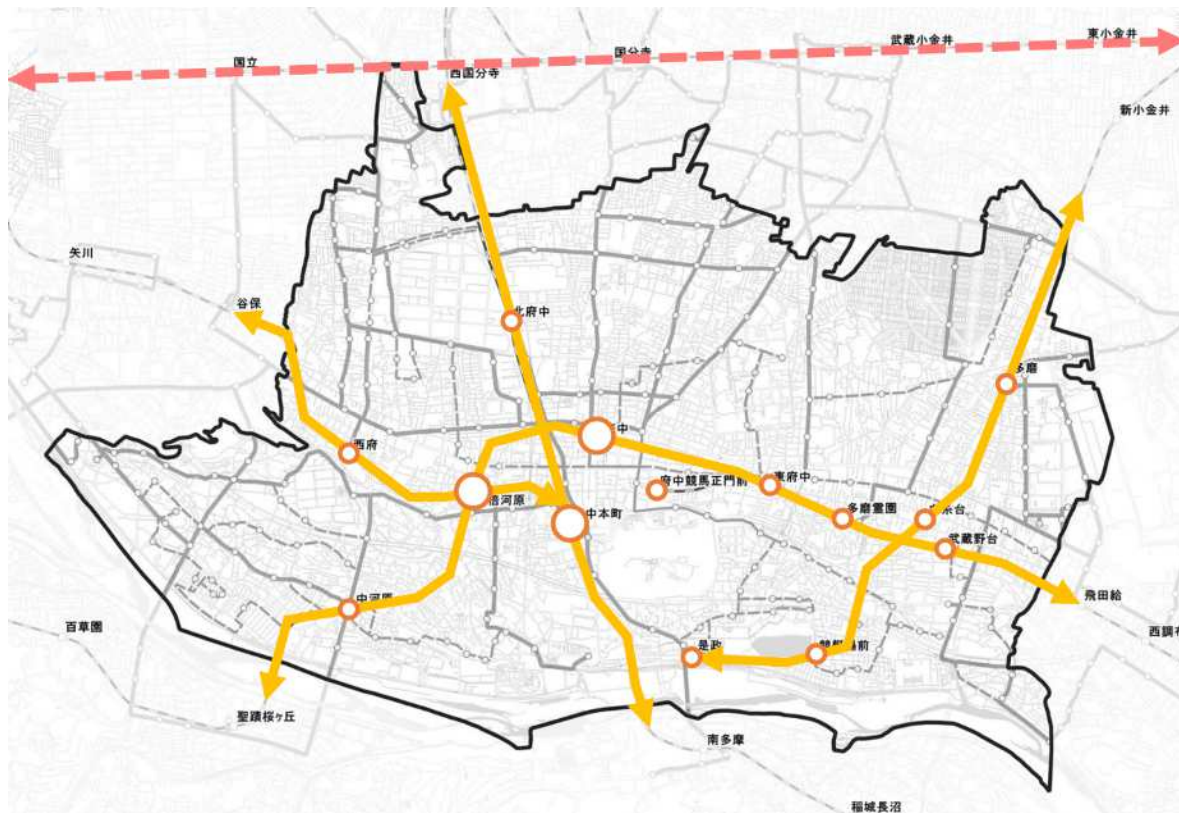 東小金井
武蔵小金井
国分寺
国立
西国分寺
新小金井
矢川
谷保
北府中
多磨
西府
中
府中競馬正門前
東府中
倍河原
中本町
多磨霊園
武蔵野台
飛田給
中河原
百草園
西調布
是政
聖蹟桜ヶ丘
南多摩
稲城長沼